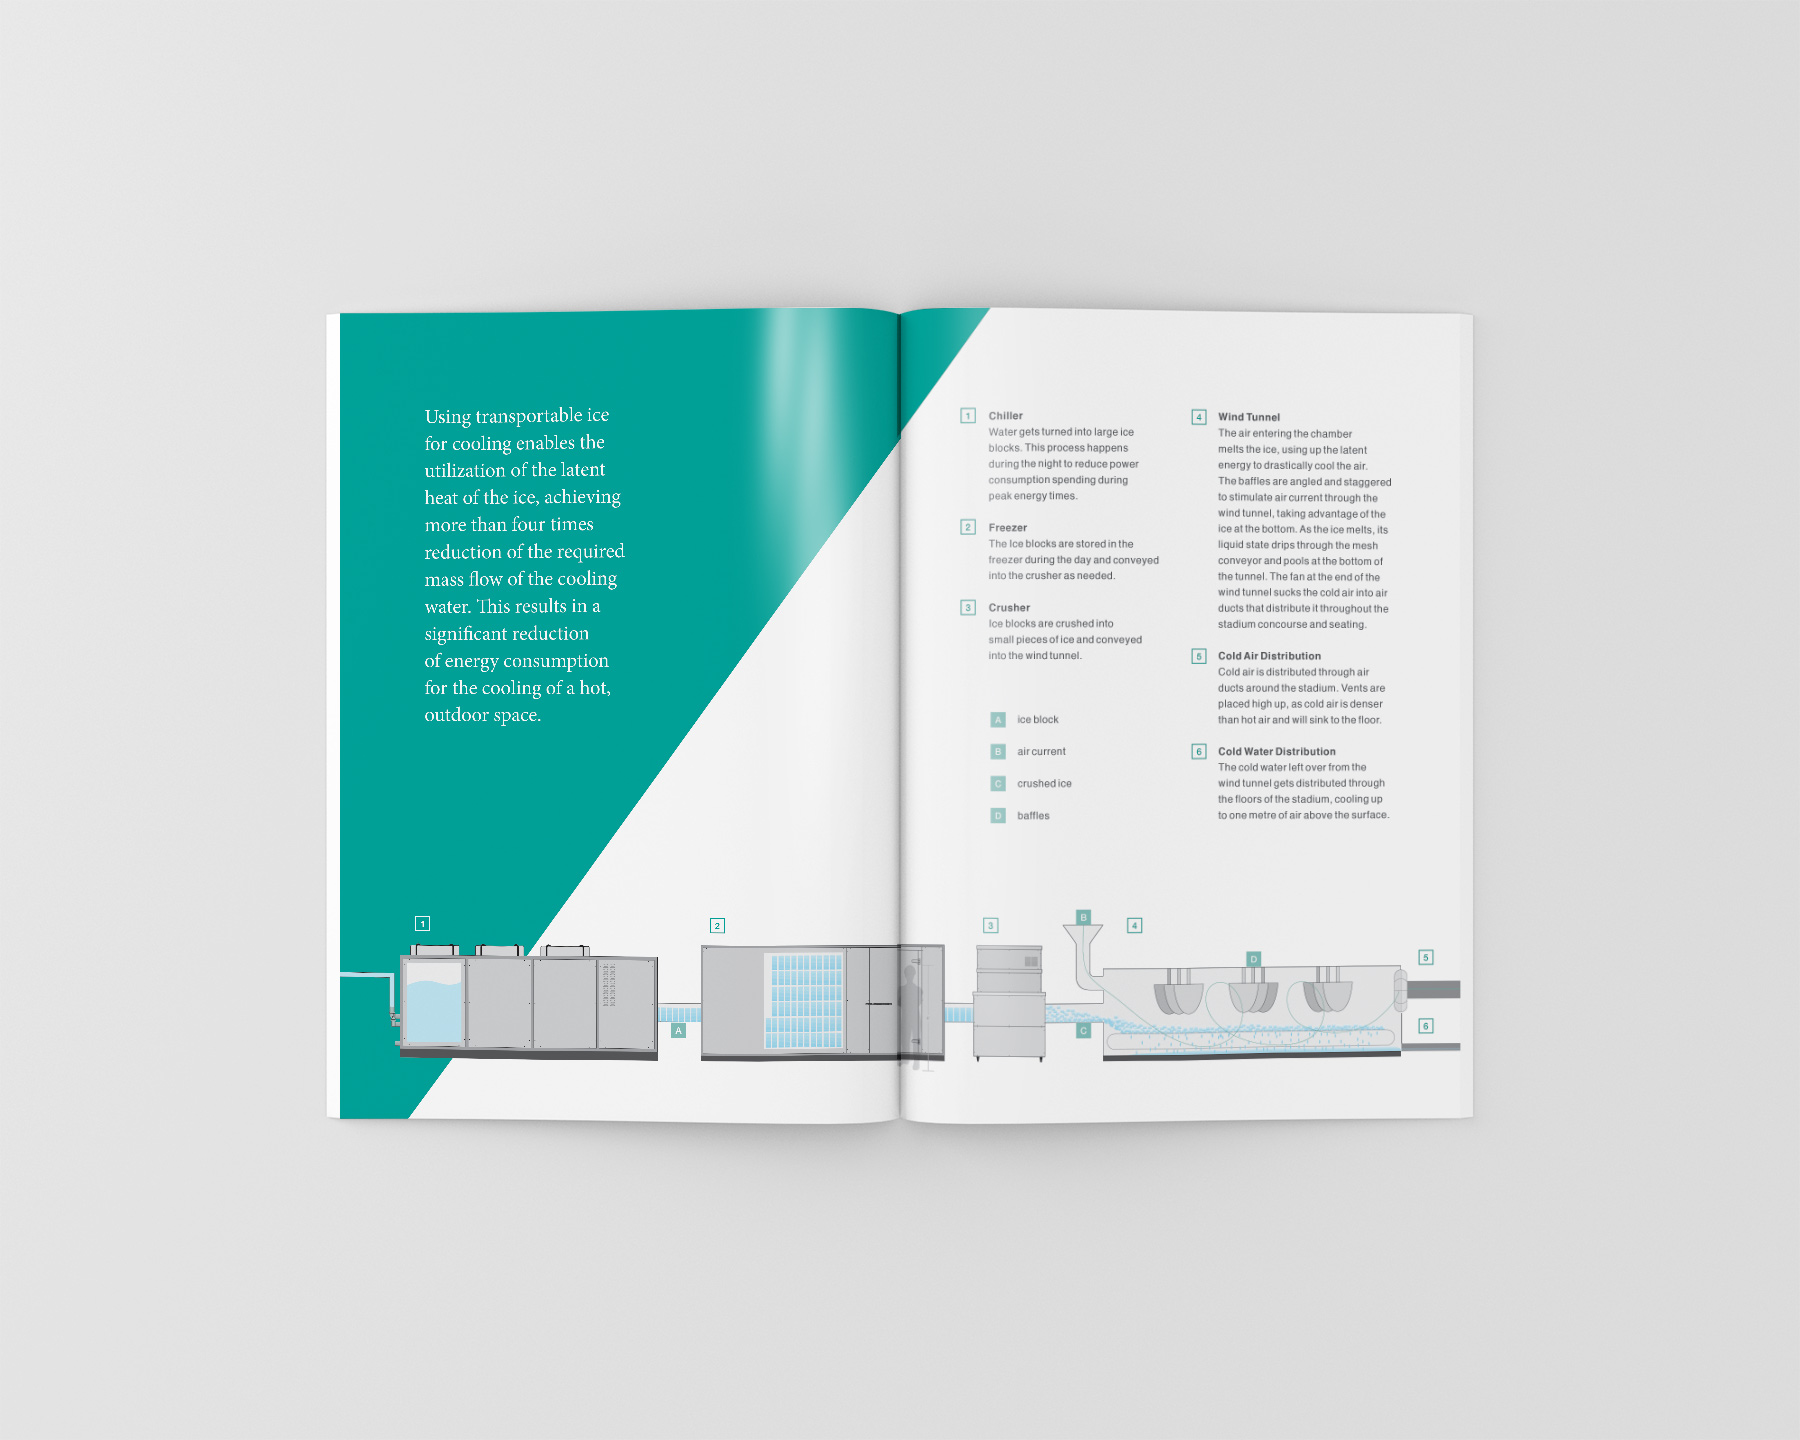 Using transportable ice
for cooling enables the
utilization of the latent
heat of the ice, achieving
more than four times
reduction of the required
mass flow of the cooling
water. This results in a
significant reduction
of energy consumption
for the cooling of a hot,
outdoor space.
1 Chiller
Water gets turned into large ice
blocks. This process happens
during the night to reduce power
consumption spending during
peak energy times.
2 Freezer
The Ice blocks are stored in the
freezer during the day and conveyed
into the crusher as needed.
3 Crusher
Ice blocks are crushed into
small pieces of ice and conveyed
into the wind tunnel.
A ice block
B air current
C crushed ice
D baffles
4 Wind Tunnel
The air entering the chamber
melts the ice, using up the latent
energy to drastically cool the air.
The baffles are angled and staggered
to stimulate air current through the
wind tunnel, taking advantage of the
ice at the bottom. As the ice melts, its
liquid state drips through the mesh
conveyor and pools at the bottom of
the tunnel. The fan at the end of the
wind tunnel sucks the cold air into air
ducts that distribute it throughout the
stadium concourse and seating.
5 Cold Air Distribution
Cold air is distributed through air
ducts around the stadium. Vents are
placed high up, as cold air is denser
than hot air and will sink to the floor.
6 Cold Water Distribution
The cold water left over from the
wind tunnel gets distributed through
the floors of the stadium, cooling up
to one metre of air above the surface.
1
2
3
B
4
D
5
A
C
6